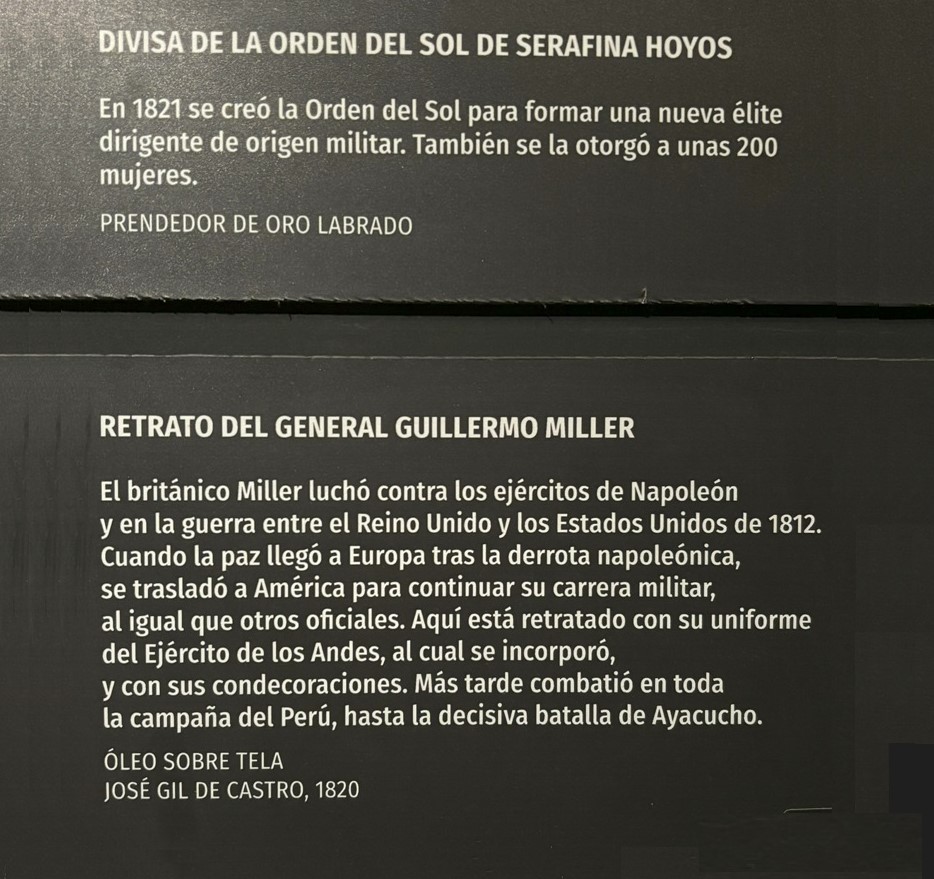 DIVISA DE LA ORDEN DEL SOL DE SERAFINA HOYOS
En 1821 se creó la Orden del Sol para formar una nueva élite
dirigente de origen militar. También se la otorgó a unas 200
mujeres.
PRENDEDOR DE ORO LABRADO
RETRATO DEL GENERAL GUILLERMO MILLER
El británico Miller luchó contra los ejércitos de Napoleón
y en la guerra entre el Reino Unido y los Estados Unidos de 1812.
Cuando la paz llegó a Europa tras la derrota napoleónica,
se trasladó a América para continuar su carrera militar,
al igual que otros oficiales. Aquí está retratado con su uniforme
del Ejército de los Andes, al cual se incorporó,
y con sus condecoraciones. Más tarde combatió en toda
la campaña del Perú, hasta la decisiva batalla de Ayacucho.
ÓLEO SOBRE TELA
JOSÉ GIL DE CASTRO, 1820